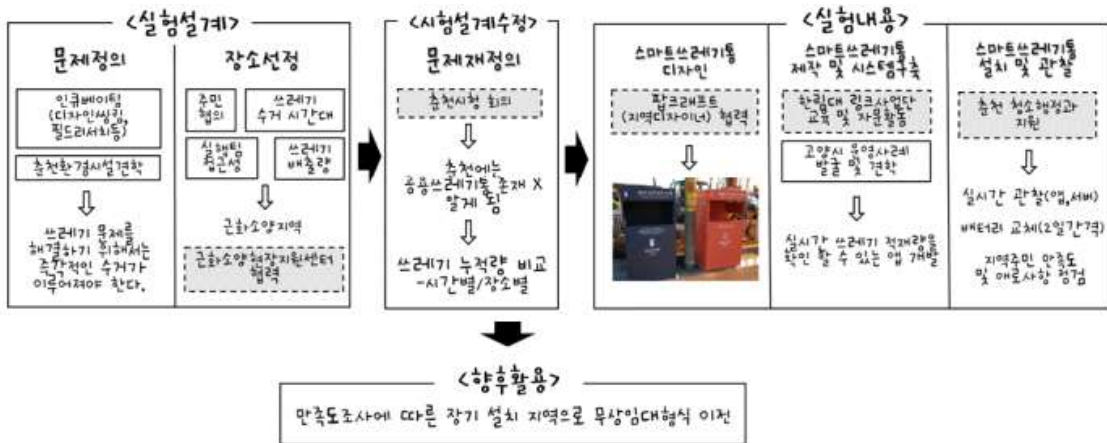 <실험설계>
문제정의
인큐베이팅
(디자인씽킹,
필드리서치등)
춘천환경시설견학
쓰레기 문제를
해결하기 위해서는
즉각적인 수거가
이루어져야 한다.
장소선정
주민
협의
쓰레기
수거 시간대
실행팀
접근성
쓰레기
배출량
근화소양지역
근화소양현장지원센터
협력
<시험설계수정>
문제재정의
춘천시청 회의
춘천에는
공용쓰레기통 존재 X
알게 됨
쓰레기 누적량 비교
-시간별/장소별
<실험내용>
스마트쓰레기통
디자인
팝크래프트
(지역디자이너) 협력
스마트쓰레기통
제작 및 시스템구축
한림대 링크사업단
교육 및 자문활동
고양시 운영사례
발굴 및 견학
실시간 쓰레기 적재량을
확인 할 수 있는 앱 개발
스마트쓰레기통
설치 및 관찰
춘천 청소행정과
지원
실시간 관찰(앱,서버)
배터리 교체(2일간격)
지역주민 만족도
및 애로사항 점검
<향후활용>
만족도조사에 따른 장기 설치 지역으로 무상임대형식 이전